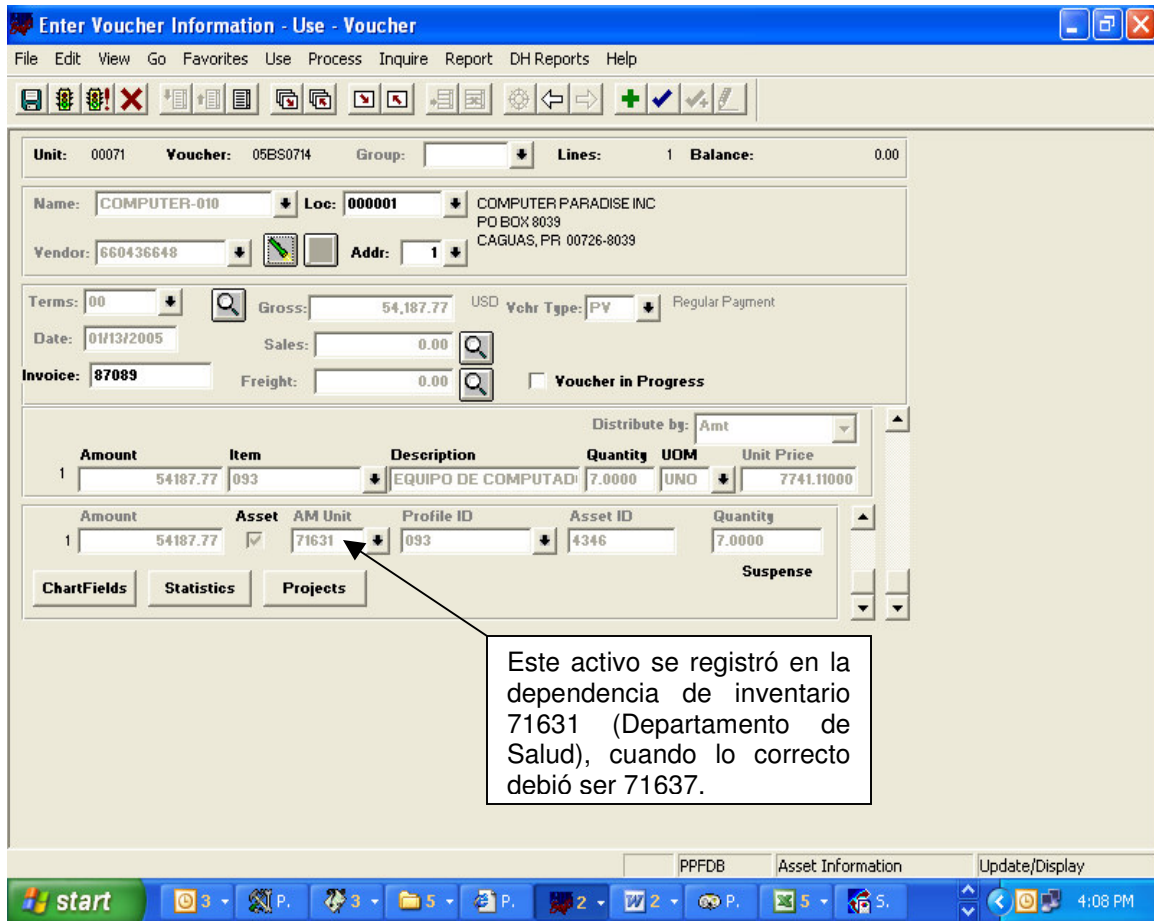 Enter Voucher Information - Use - Voucher
File Edit View Go Favorites Use Process Inquire Report DH Reports Help
Unit: 00071 Voucher: 05BS0714 Group: Lines: 1 Balance: 0.00
Name: COMPUTER-010 Loc: 000001 COMPUTER PARADISE INC
PO BOX 8039
CAGUAS, PR 00726-8039
Vendor: 660436648 Addr: 1
Terms: 00 Gross: 54,187.77 USD Vchr Type: PV Regular Payment
Date: 01/13/2005 Sales: 0.00
Invoice: 87089 Freight: 0.00 Voucher in Progress
Distribute by: Amt
Amount Item Description Quantity UOM Unit Price
1 54187.77 093 EQUIPO DE COMPUTAD 7.0000 UNO 7741.11000
Amount Asset AM Unit Profile ID Asset ID Quantity
1 54187.77 71631 093 4346 7.0000
Suspense
ChartFields Statistics Projects
Este activo se registró en la
dependencia de inventario
71631 (Departamento de
Salud), cuando lo correcto
debió ser 71637.
PPFDB Asset Information Update/Display
start 3 P. 3 5 P. 2 2 P. 5 S. 4:08 PM